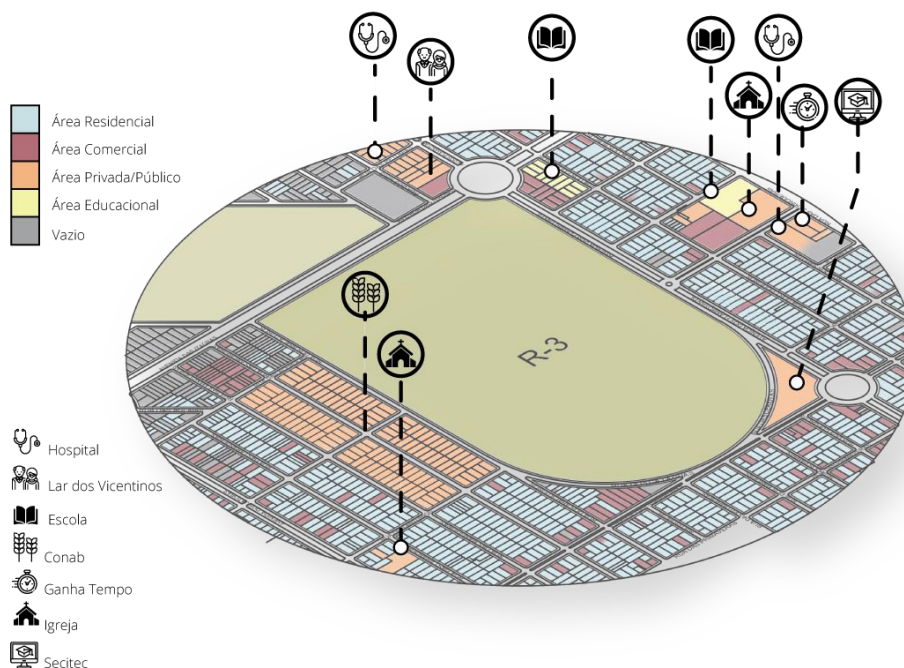 Área Residencial
Área Comercial
Área Privada/Público
Área Educacional
Vazio
R-3
Hospital
Lar dos Vicentinos
Escola
Conab
Ganha Tempo
Igreja
Secitec